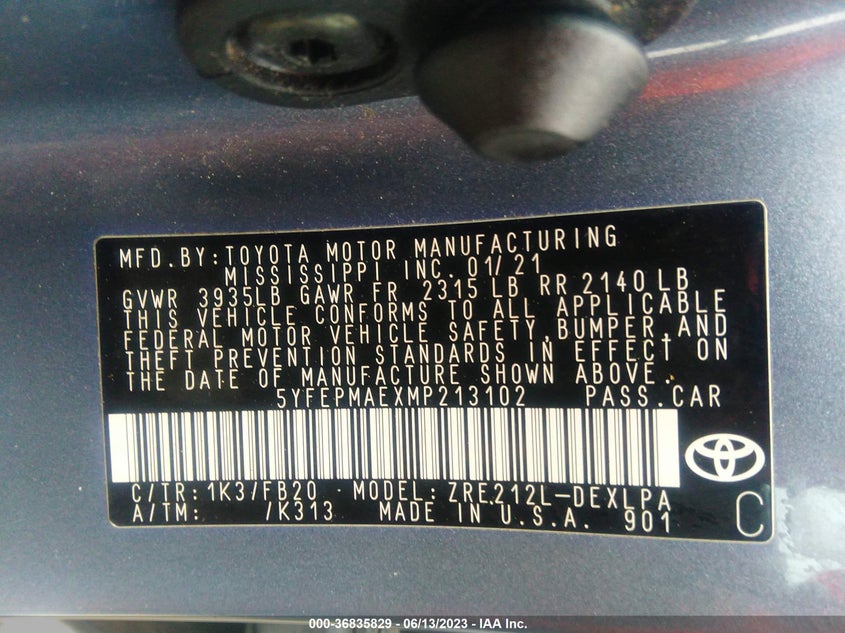 MFD.BY:TOYOTA MOTOR MANUFACTURING
MISSISSIPPI INC. 01/21
GVWR 3935LB GAWR FR 2315 LB RR 2140 LB
THIS VEHICLE CONFORMS TO ALL APPLICABLE
FEDERAL MOTOR VEHICLE SAFETY,BUMPER,AND
THEFT PREVENTION STANDARDS IN EFFECT ON
THE DATE OF MANUFACTURE SHOWN ABOVE.
5YFEPMAEXMP213102 PASS.CAR
C/TR:1K3/FB20 MODEL:ZRE212L-DEXLPA
A/TM: /K313 MADE IN U.S.A. 901 C
000-36835829 - 06/13/2023 - IAA Inc.